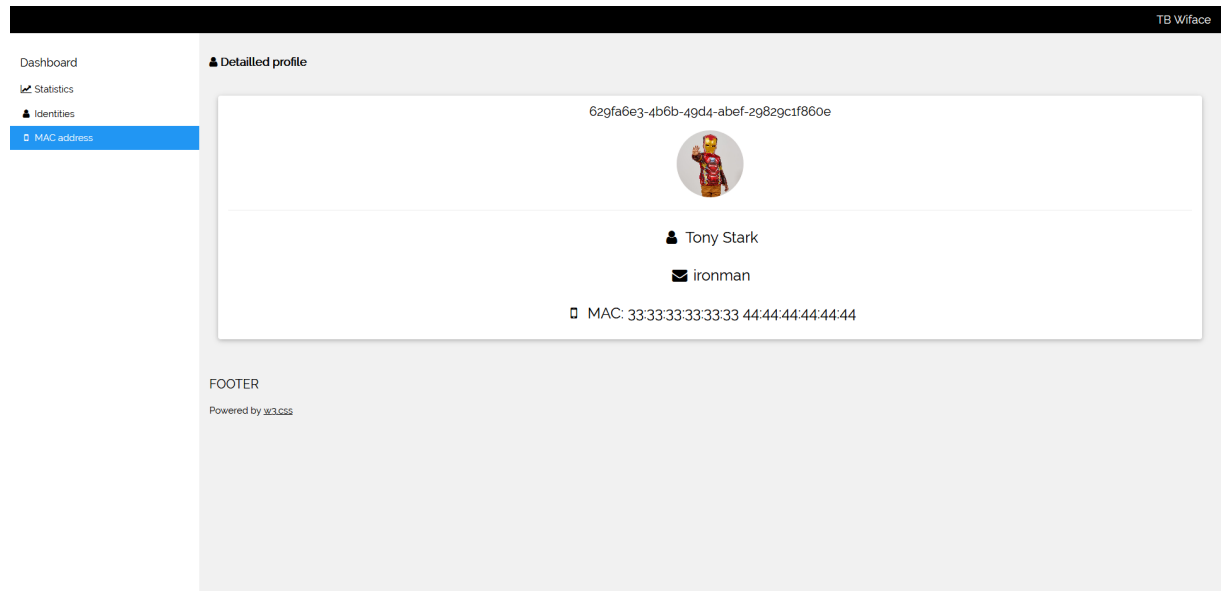 TB Wiface
Dashboard
Statistics
Identities
MAC address
Detailled profile
629fa6e3-4b6b-49d4-abef-29829c1f860e
Tony Stark
ironman
MAC: 33:33:33:33:33:33 44:44:44:44:44:44
FOOTER
Powered by w3.css